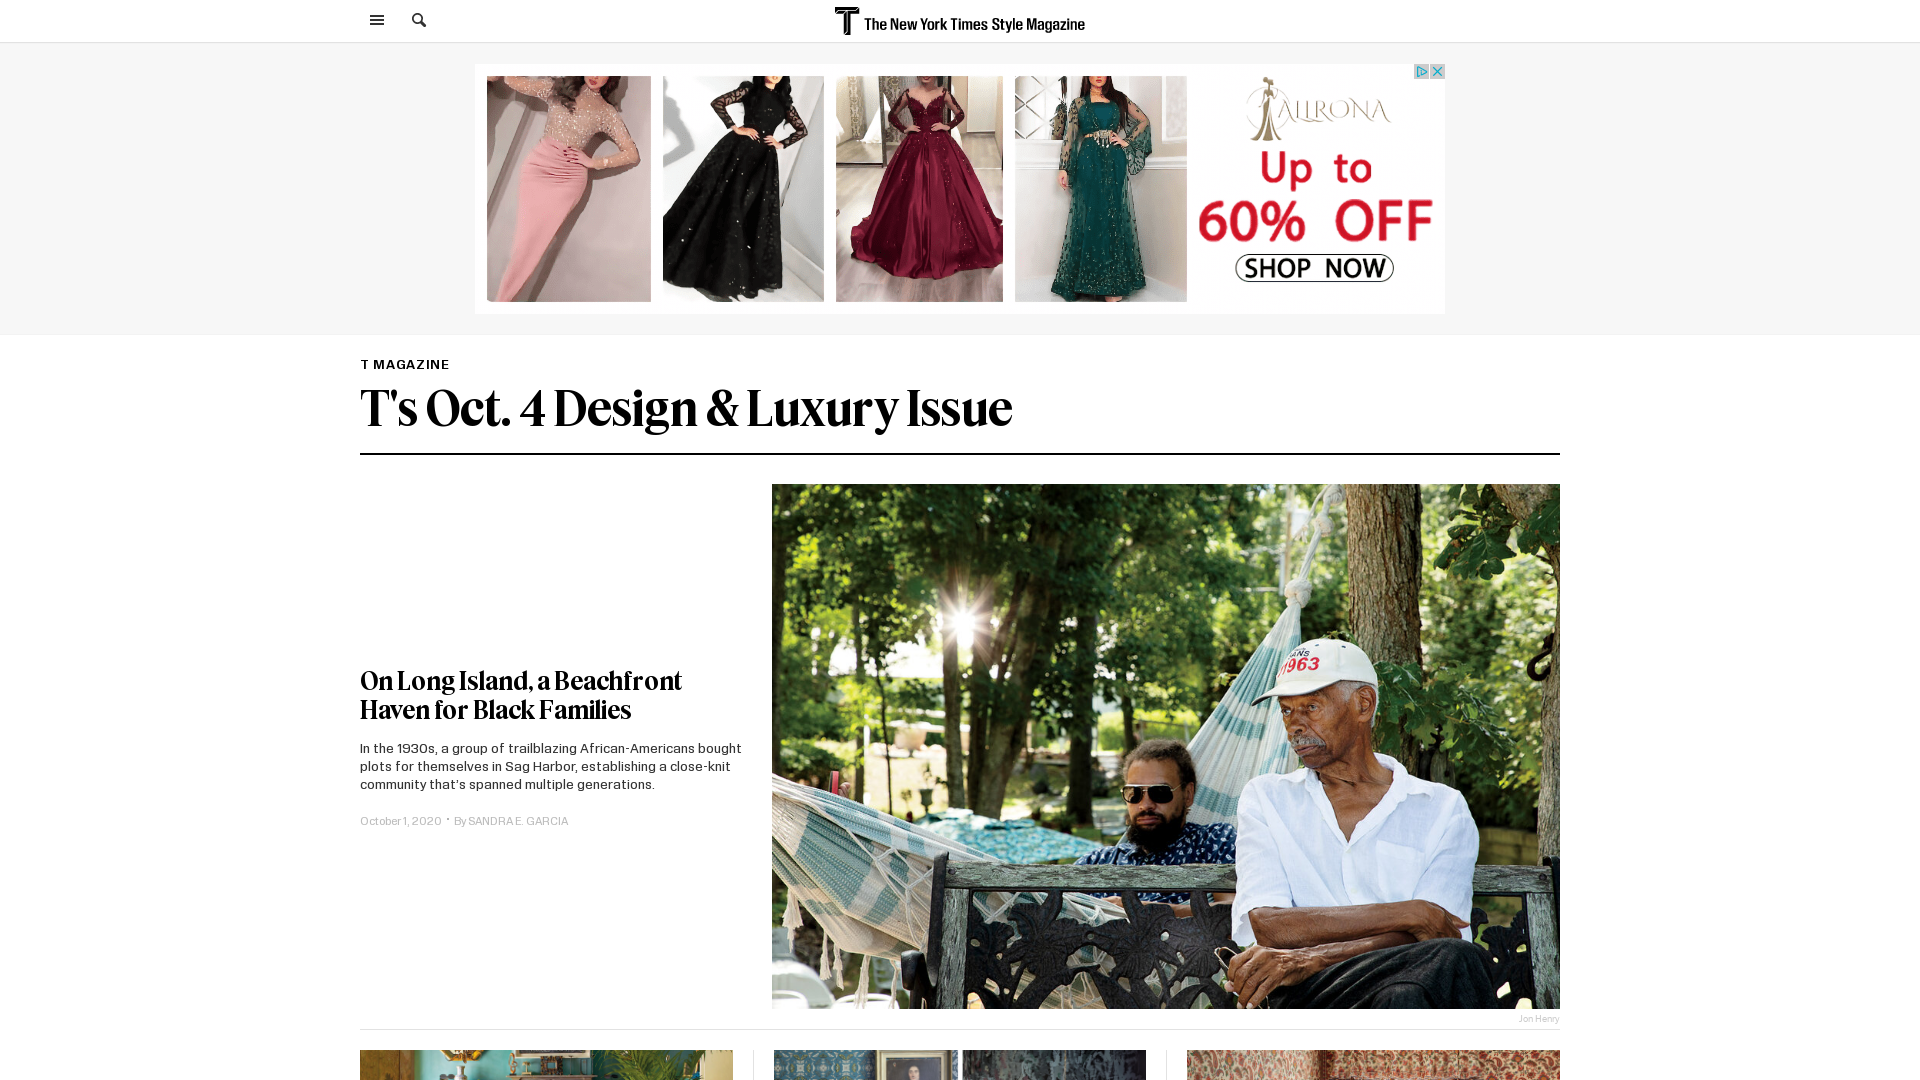 The New York Times Style Magazine
ALLRONA
Up to
60% OFF
SHOP NOW
T MAGAZINE
T's Oct. 4 Design & Luxury Issue
On Long Island, a Beachfront
Haven for Black Families
In the 1930s, a group of trailblazing African-Americans bought
plots for themselves in Sag Harbor, establishing a close-knit
community that's spanned multiple generations.
October 1, 2020 · By SANDRA E. GARCIA
1963
Jon Henry